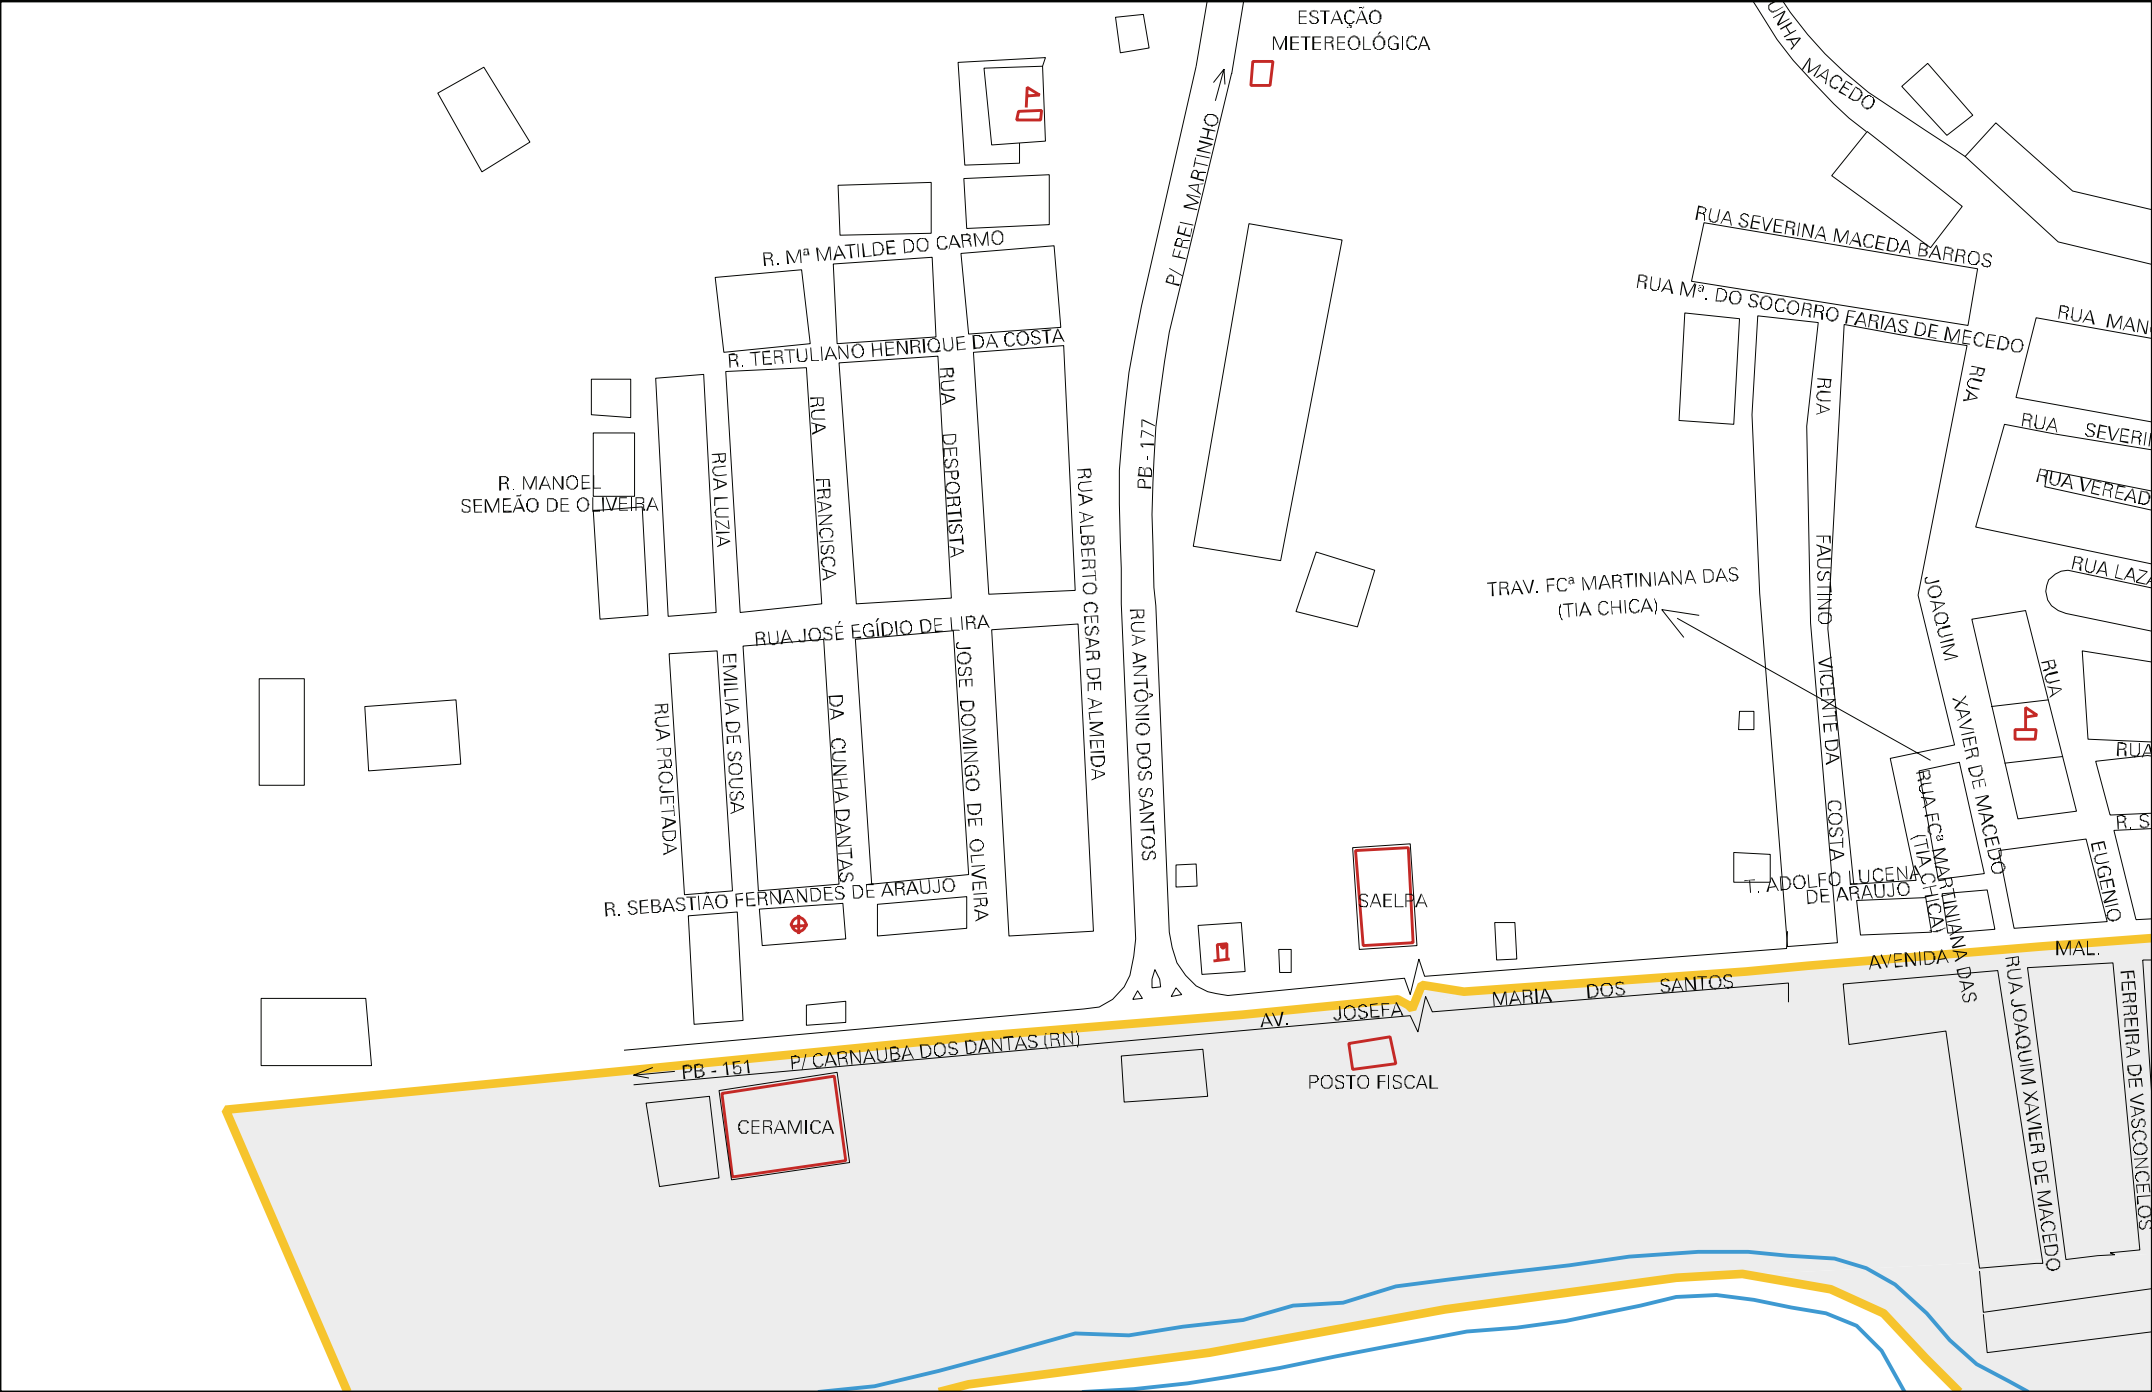 ESTAÇÃO
METEREOLÓGICA
UNHA MACEDO
MACEDO
P/ FREI MARTINHO
R. Mª MATILDE DO CARMO
RUA SEVERINA MACEDA BARROS
RUA Mª. DO SOCORRO FARIAS DE MECEDO
RUA MAN
R. TERTULIANO HENRIQUE DA COSTA
RUA LUZIA
EMILIA DE SOUSA
RUA FRANCISCA
DA CUNHA DANTAS
RUA DESPORTISTA
JOSE DOMINGO DE OLIVEIRA
RUA ALBERTO CESAR DE ALMEIDA
PB - 177
RUA ANTÔNIO DOS SANTOS
R. MANOEL
SEMEÃO DE OLIVEIRA
RUA SEVERI
RUA VEREAD
RUA LAZA
TRAV. FCª MARTINIANA DAS
(TIA CHICA)
RUA FAUSTINO VICENTE DA COSTA
RUA JOAQUIM XAVIER DE MACEDO
RUA EUGENIO
RUA JOSÉ EGÍDIO DE LIRA
RUA PROJETADA
RUA
R. S
RUA FCª MARTINIANA DAS
(TIA CHICA)
T. ADOLFO LUCENA
DE ARAUJO
R. SEBASTIÃO FERNANDES DE ARAUJO
SAELPA
AVENIDA MAL.
AV. JOSEFA MARIA DOS SANTOS
P/ CARNAUBA DOS DANTAS (RN)
PB - 151
POSTO FISCAL
CERAMICA
RUA JOAQUIM XAVIER DE MACEDO
FERREIRA DE VASCONCELOS